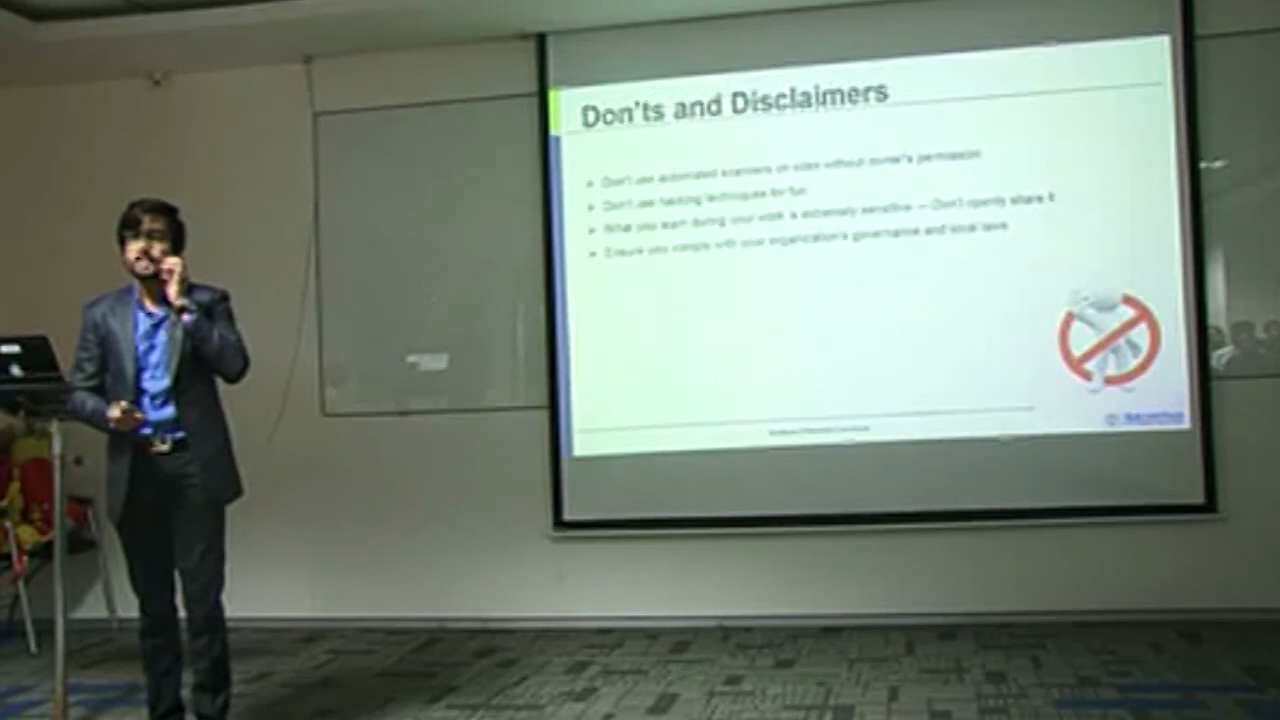 Don'ts and Disclaimers
Don't use automated scanners on sites without owner's permission
Don't use hacking techniques for fun
What you learn during your work is extremely sensitive — Don't openly share it
Ensure you comply with your organization's governance and local laws